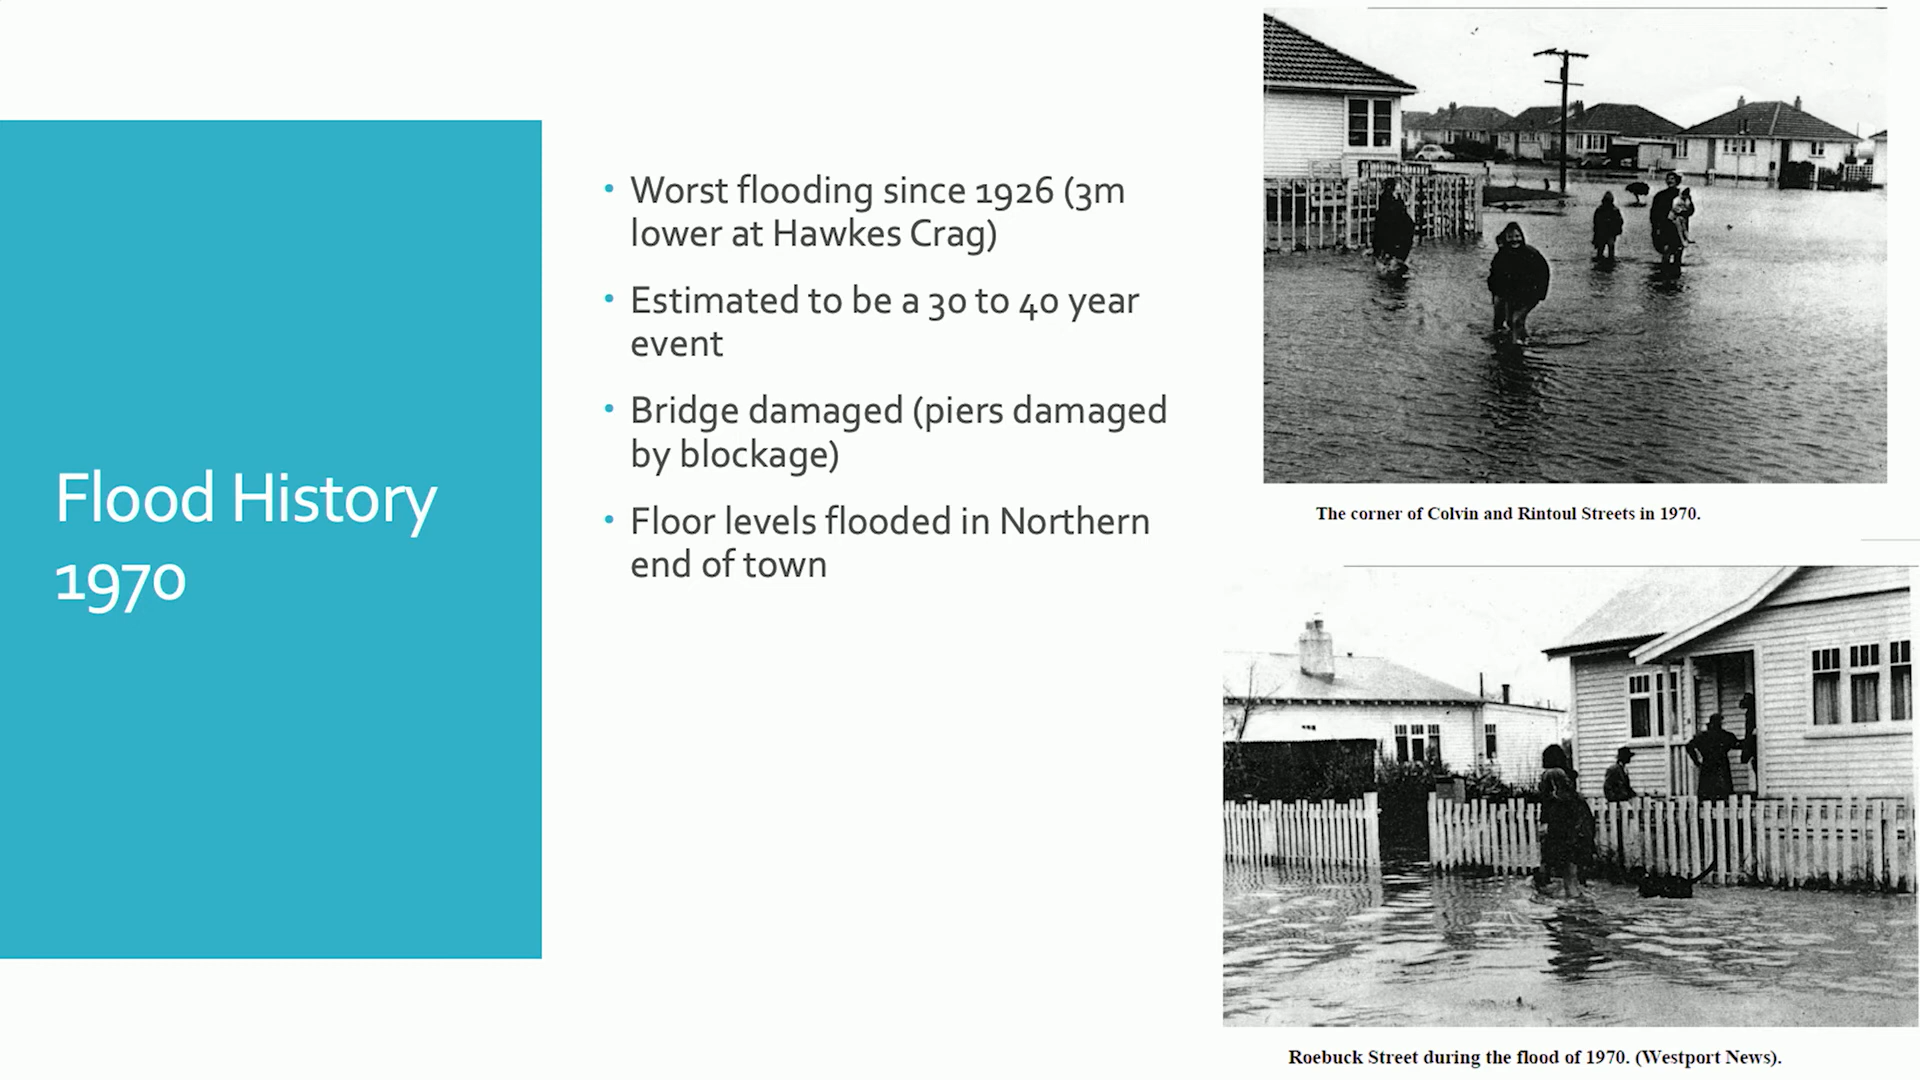 Flood History
1970
• Worst flooding since 1926 (3m
lower at Hawkes Crag)
• Estimated to be a 30 to 40 year
event
• Bridge damaged (piers damaged
by blockage)
• Floor levels flooded in Northern
end of town
The corner of Colvin and Rintoul Streets in 1970.
Roebuck Street during the flood of 1970. (Westport News).